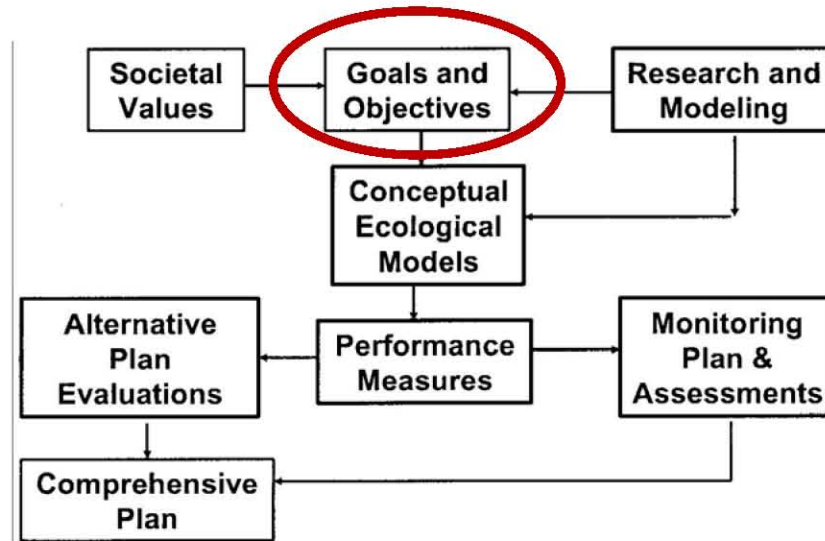 Societal
Values
Goals and
Objectives
Research and
Modeling
Conceptual
Ecological
Models
Alternative
Plan
Evaluations
Performance
Measures
Monitoring
Plan &
Assessments
Comprehensive
Plan